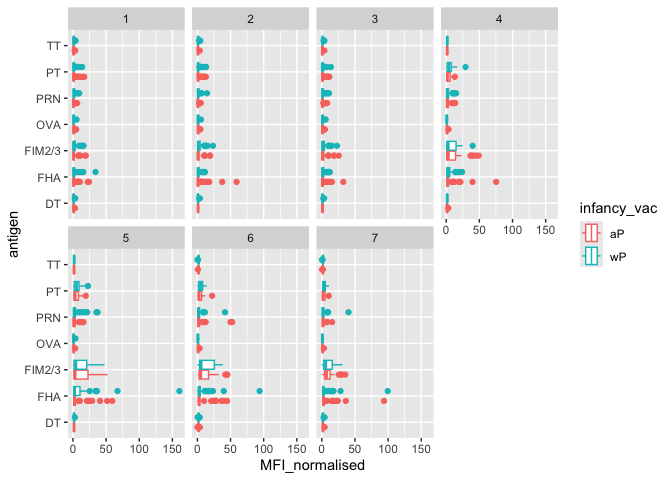 1 2 3 4
TT
PT
PRN
OVA
FIM2/3
FHA
DT
0 50 100 150
antigen
infancy_vac
aP
wP
5 6 7
TT
PT
PRN
OVA
FIM2/3
FHA
DT
0 50 100 150 0 50 100 150 0 50 100 150
MFI_normalised